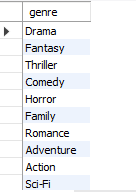 genre
Drama
Fantasy
Thriller
Comedy
Horror
Family
Romance
Adventure
Action
Sci-Fi